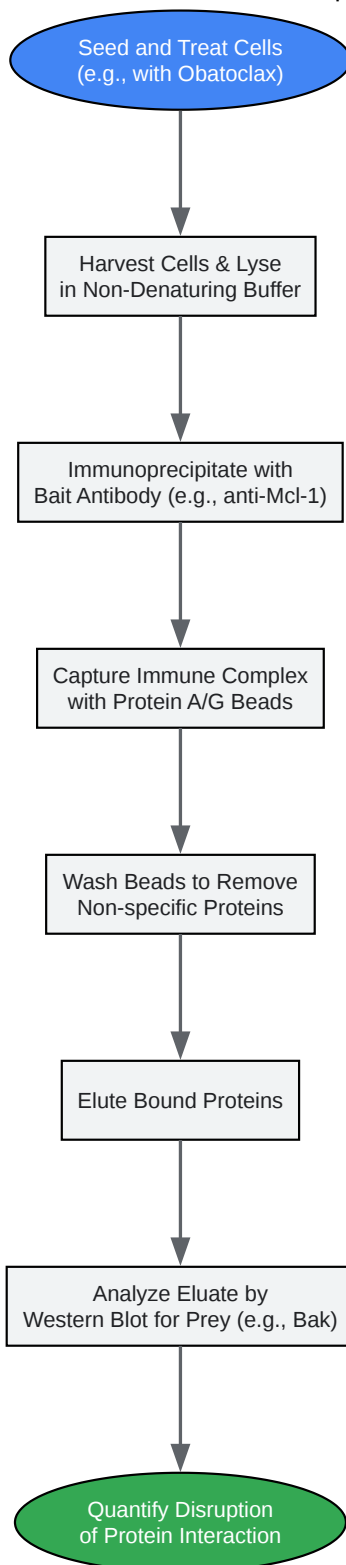 Seed and Treat Cells
(e.g., with Obatoclax)
Harvest Cells & Lyse
in Non-Denaturing Buffer
Immunoprecipitate with
Bait Antibody (e.g., anti-Mcl-1)
Capture Immune Complex
with Protein A/G Beads
Wash Beads to Remove
Non-specific Proteins
Elute Bound Proteins
Analyze Eluate by
Western Blot for Prey (e.g., Bak)
Quantify Disruption
of Protein Interaction